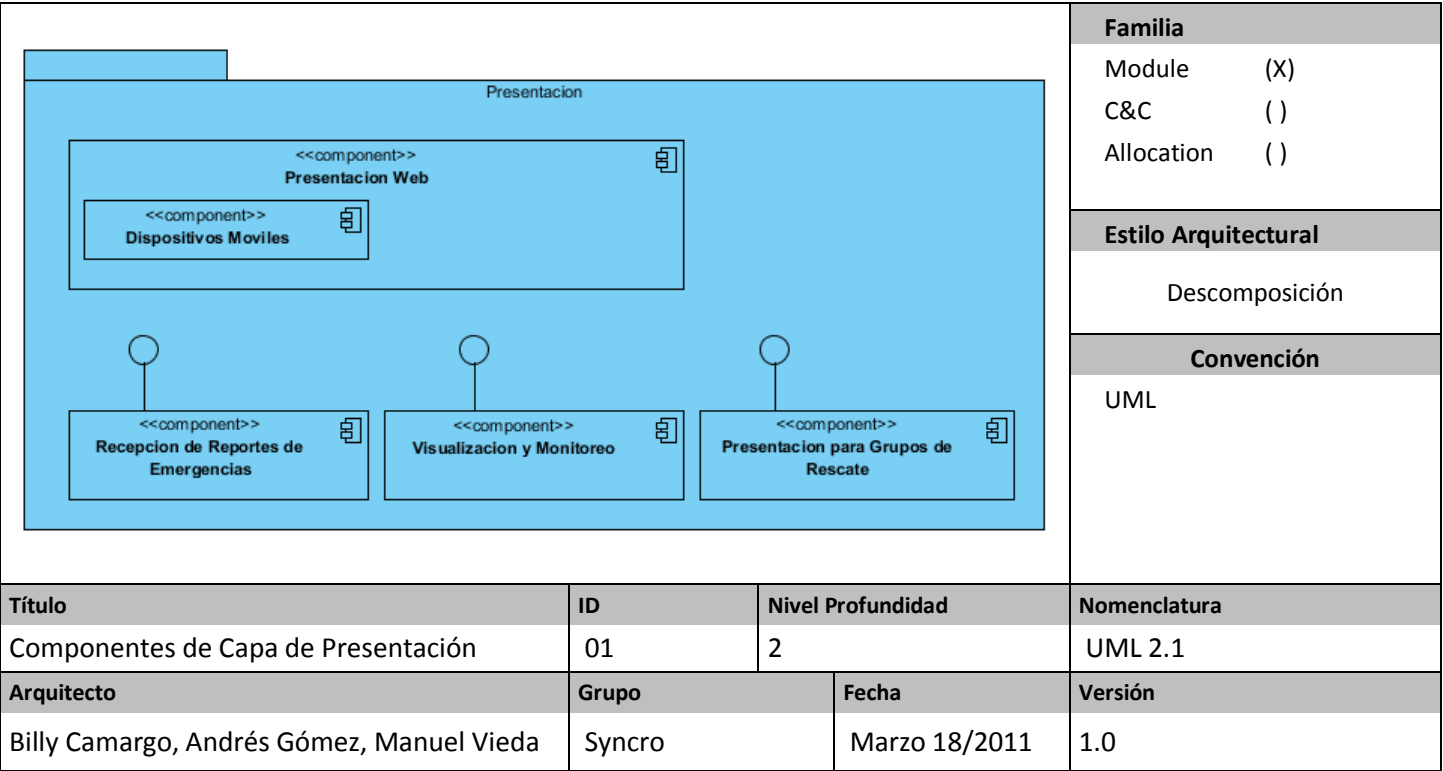 Presentacion
<<component>>
Presentacion Web
<<component>>
Dispositivos Moviles
<<component>>
Recepcion de Reportes de
Emergencias
<<component>>
Visualizacion y Monitoreo
<<component>>
Presentacion para Grupos de
Rescate
Familia
Module (X)
C&C ( )
Allocation ( )
Estilo Arquitectural
Descomposición
Convención
UML
Título ID Nivel Profundidad Nomenclatura
Componentes de Capa de Presentación 01 2 UML 2.1
Arquitecto Grupo Fecha Versión
Billy Camargo, Andrés Gómez, Manuel Vieda Syncro Marzo 18/2011 1.0